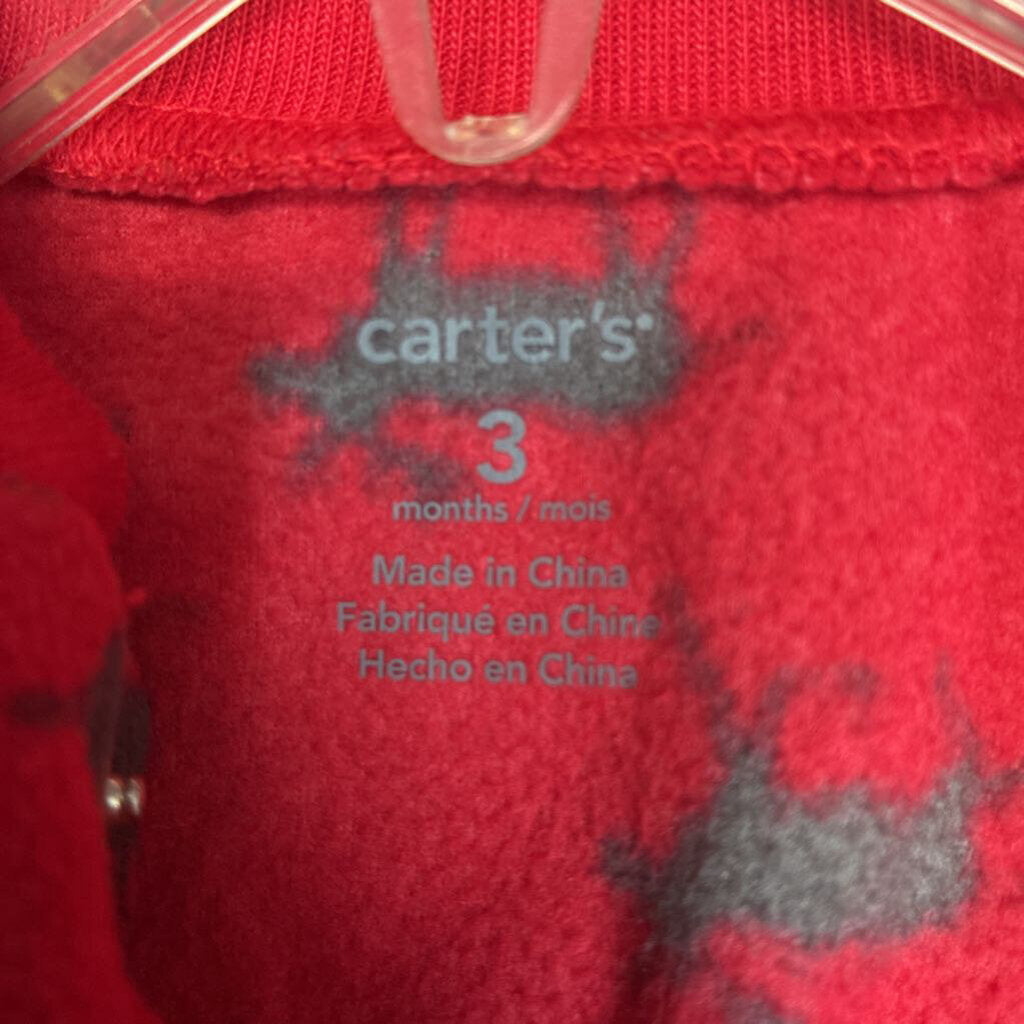 carter's
3
months / mois
Made in China
Fabriqué en Chine
Hecho en China